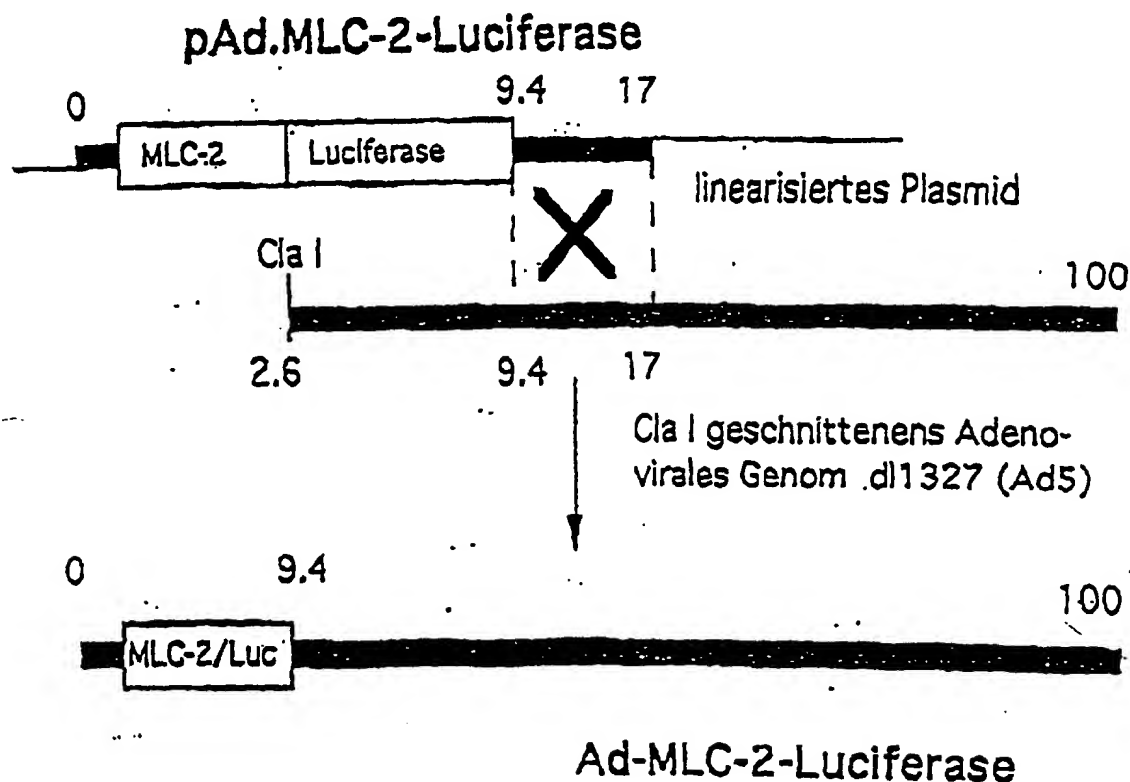 pAd.MLC-2-Luciferase
0 9.4 17
MLC-2 Luciferase
linearisiertes Plasmid
Cla I
100
2.6 9.4 17
Cla I geschnittenens Adeno-
virales Genom .dl1327 (Ad5)
0 9.4
100
MLC-2/Luc
Ad-MLC-2-Luciferase